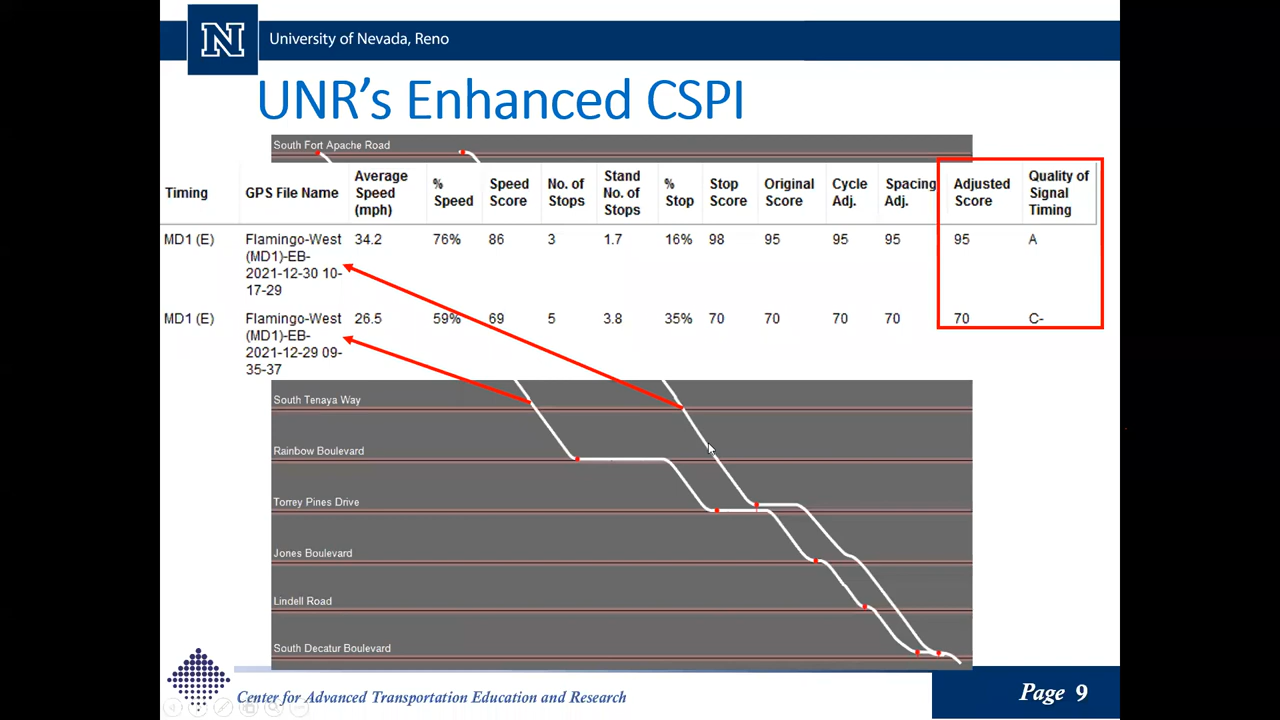 N
University of Nevada, Reno
UNR's Enhanced CSPI
South Fort Apache Road
Timing GPS File Name Average Speed (mph) % Speed Speed Score No. of Stops Stand No. of Stops % Stop Stop Score Original Score Cycle Adj. Spacing Adj. Adjusted Score Quality of Signal Timing
MD1 (E) Flamingo-West 34.2 76% 86 3 1.7 16% 98 95 95 95 95 A
(MD1)-EB-
2021-12-30 10-
17-29
MD1 (E) Flamingo-West 26.5 59% 69 5 3.8 35% 70 70 70 70 70 C-
(MD1)-EB-
2021-12-29 09-
35-37
South Tenaya Way
Rainbow Boulevard
Torrey Pines Drive
Jones Boulevard
Lindell Road
South Decatur Boulevard
Center for Advanced Transportation Education and Research
Page 9